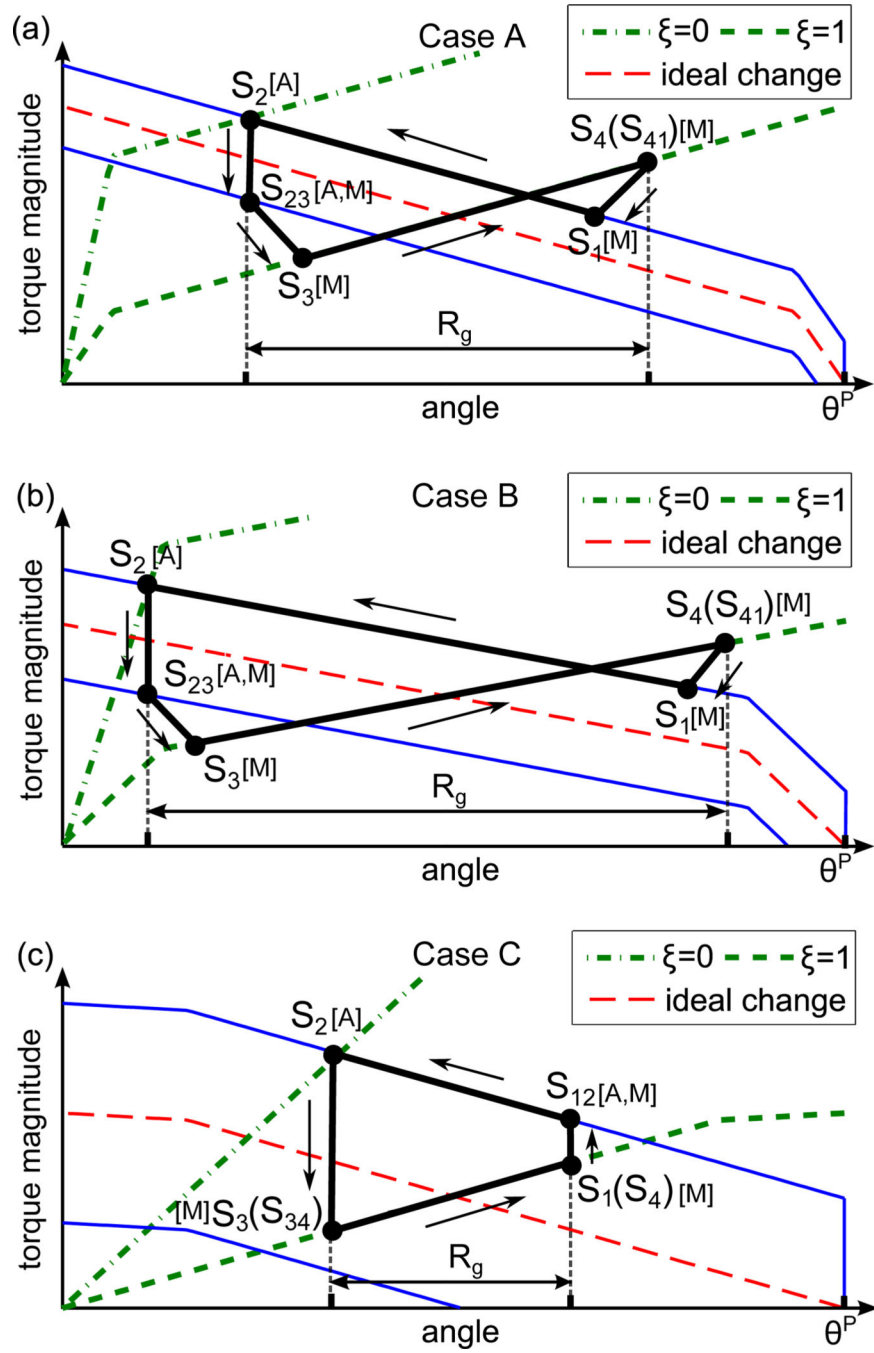 (a)
Case A
ξ=0 ξ=1
ideal change
torque magnitude
S2[A]
S4(S41)[M]
S23[A,M]
S1[M]
S3[M]
Rg
angle
θP
(b)
Case B
ξ=0 ξ=1
ideal change
torque magnitude
S2[A]
S4(S41)[M]
S23[A,M]
S1[M]
S3[M]
Rg
angle
θP
(c)
Case C
ξ=0 ξ=1
ideal change
torque magnitude
S2[A]
S12[A,M]
[M]S3(S34)
S1(S4)[M]
Rg
angle
θP